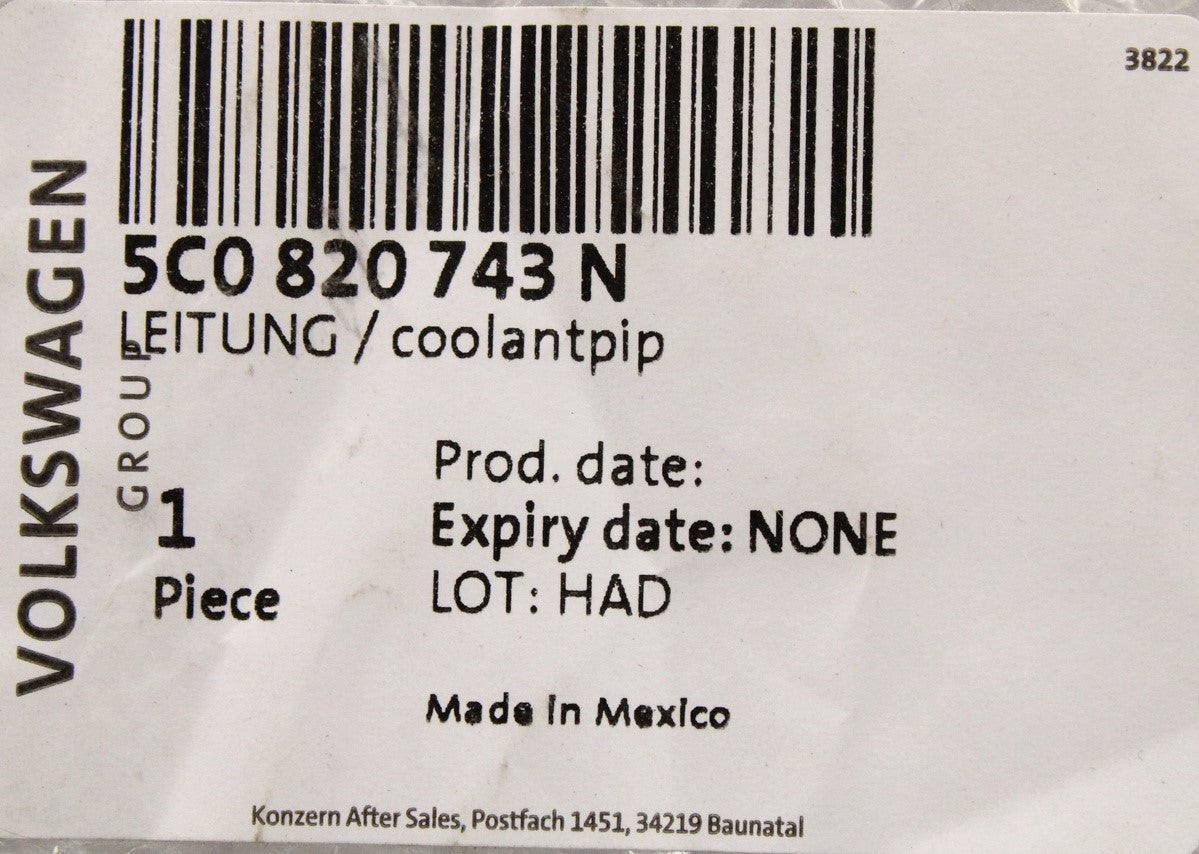 3822
VOLKSWAGEN
GROUP
5C0 820 743 N
LEITUNG / coolantpip
1
Piece
Prod. date:
Expiry date: NONE
LOT: HAD
Made in Mexico
Konzern After Sales, Postfach 1451, 34219 Baunatal